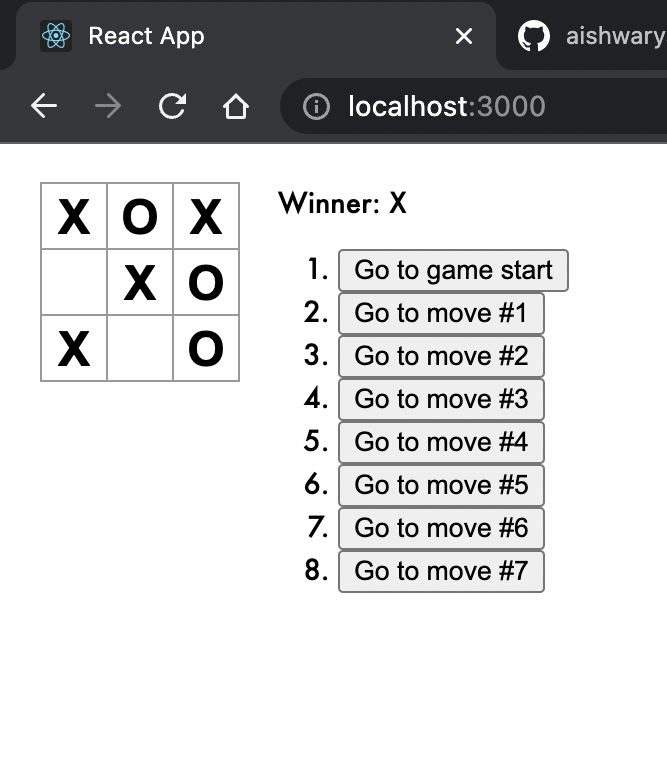 React App aishwary
localhost:3000
X O X
X O
X O
Winner: X
1. Go to game start
2. Go to move #1
3. Go to move #2
4. Go to move #3
5. Go to move #4
6. Go to move #5
7. Go to move #6
8. Go to move #7